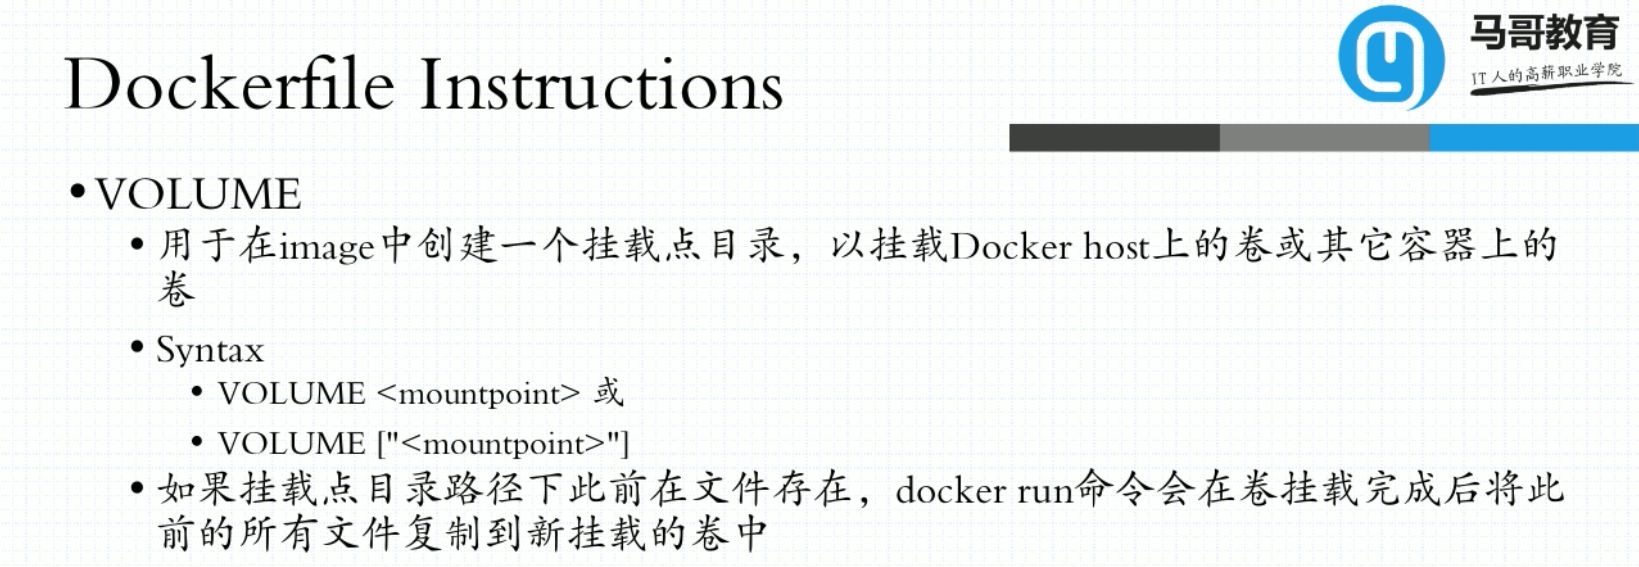 马哥教育
IT人的高薪职业学院
Dockerfile Instructions
•VOLUME
• 用于在image中创建一个挂载点目录，以挂载Docker host上的卷或其它容器上的
卷
• Syntax
• VOLUME <mountpoint> 或
• VOLUME ["<mountpoint>"]
• 如果挂载点目录路径下此前在文件存在，docker run命令会在卷挂载完成后将此
前的所有文件复制到新挂载的卷中